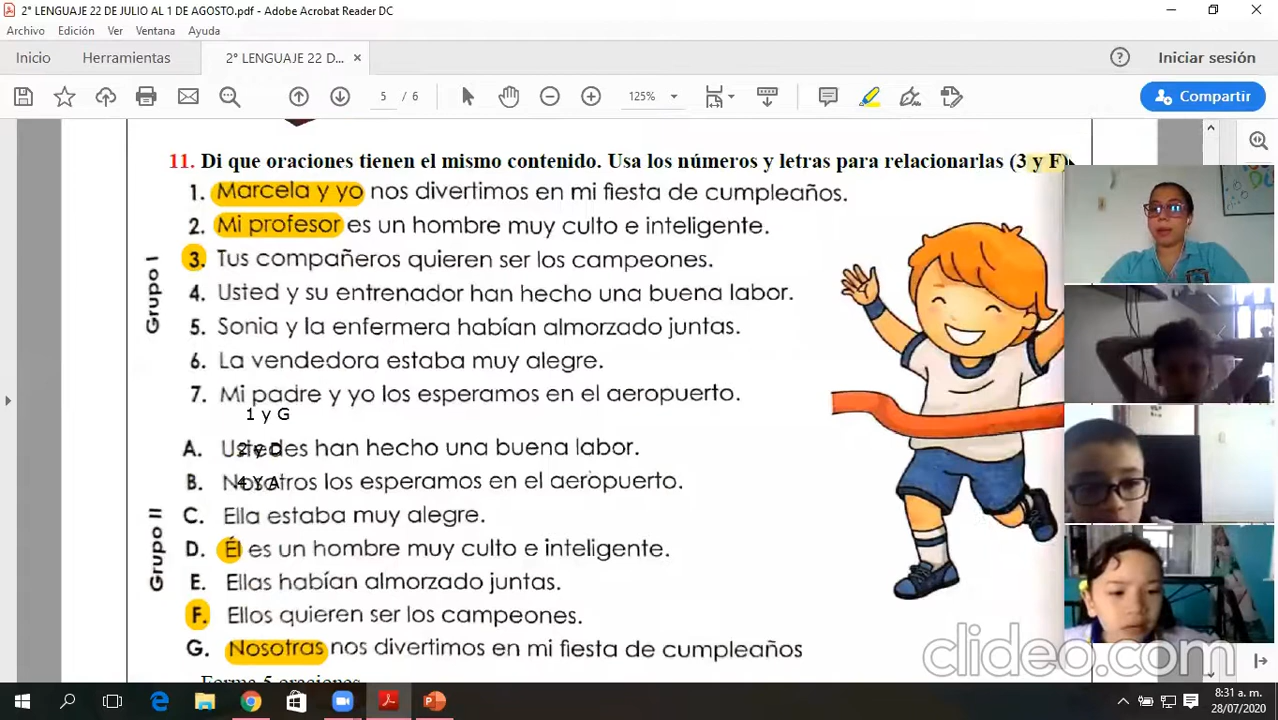 2° LENGUAJE 22 DE JULIO AL 1 DE AGOSTO.pdf - Adobe Acrobat Reader DC
Archivo Edición Ver Ventana Ayuda
Inicio Herramientas 2° LENGUAJE 22 D... Iniciar sesión
5 / 6 125% Compartir
11. Di que oraciones tienen el mismo contenido. Usa los números y letras para relacionarlas (3 y F)
Grupo I
1. Marcela y yo nos divertimos en mi fiesta de cumpleaños.
2. Mi profesor es un hombre muy culto e inteligente.
3. Tus compañeros quieren ser los campeones.
4. Usted y su entrenador han hecho una buena labor.
5. Sonia y la enfermera habían almorzado juntas.
6. La vendedora estaba muy alegre.
7. Mi padre y yo los esperamos en el aeropuerto.
1 y G
Grupo II
A. Ustedes han hecho una buena labor.
2 y D
B. Nosotros los esperamos en el aeropuerto.
4 Y A
C. Ella estaba muy alegre.
D. Él es un hombre muy culto e inteligente.
E. Ellas habían almorzado juntas.
F. Ellos quieren ser los campeones.
G. Nosotras nos divertimos en mi fiesta de cumpleaños
Forma 5 oraciones
clideo.com
8:31 a. m.
28/07/2020